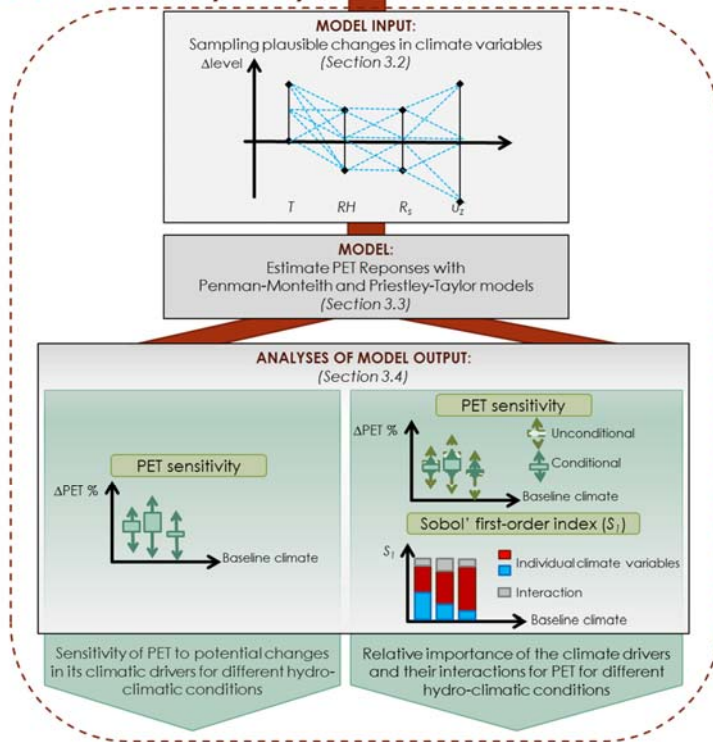 MODEL INPUT:
Sampling plausible changes in climate variables
(Section 3.2)
Δlevel
T RH Rs Uz
MODEL:
Estimate PET Reponses with
Penman-Monteith and Priestley-Taylor models
(Section 3.3)
ANALYSES OF MODEL OUTPUT:
(Section 3.4)
PET sensitivity
ΔPET %
Baseline climate
PET sensitivity
ΔPET %
Unconditional
Conditional
Baseline climate
Sobol' first-order index (S1)
S1
Individual climate variables
Interaction
Baseline climate
Sensitivity of PET to potential changes
in its climatic drivers for different hydro-
climatic conditions
Relative importance of the climate drivers
and their interactions for PET for different
hydro-climatic conditions